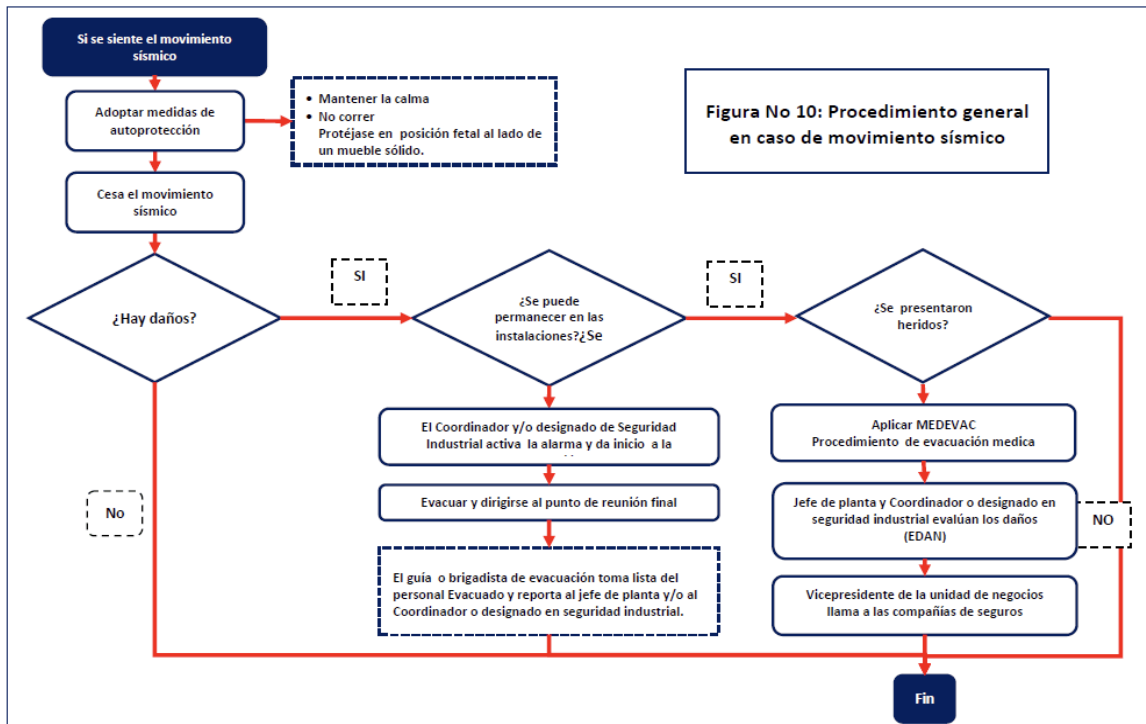 Si se siente el movimiento
sísmico
Adoptar medidas de
autoprotección
• Mantener la calma
• No correr
Protéjase en posición fetal al lado de
un mueble sólido.
Figura No 10: Procedimiento general
en caso de movimiento sísmico
Cesa el movimiento
sísmico
¿Hay daños?
SI
¿Se puede
permanecer en las
instalaciones?¿Se
SI
¿Se presentaron
heridos?
El Coordinador y/o designado de Seguridad
Industrial activa la alarma y da inicio a la
Evacuar y dirigirse al punto de reunión final
El guía o brigadista de evacuación toma lista del
personal Evacuado y reporta al jefe de planta y/o al
Coordinador o designado en seguridad industrial.
Aplicar MEDEVAC
Procedimiento de evacuación medica
Jefe de planta y Coordinador o designado en
seguridad industrial evalúan los daños
(EDAN)
Vicepresidente de la unidad de negocios
llama a las compañías de seguros
No
NO
Fin